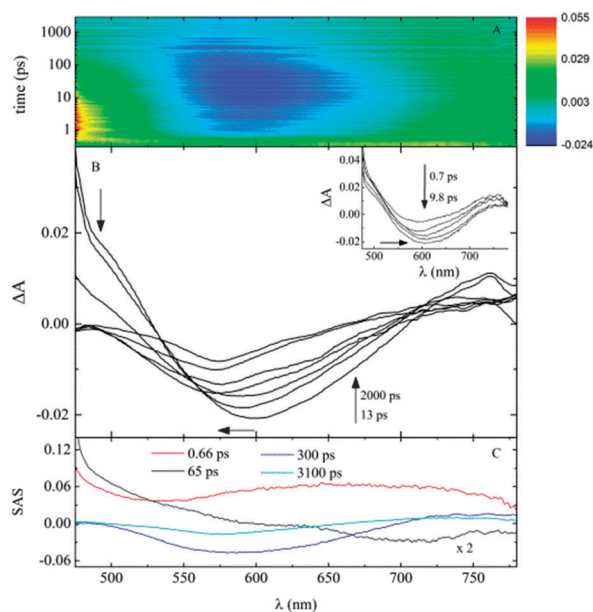 A
1000
100
10
1
time (ps)
0.055
0.029
0.003
-0.024
B
0.02
0.00
-0.02
ΔA
0.04
0.02
0.00
-0.02
ΔA
0.7 ps
9.8 ps
500 600 700
λ (nm)
2000 ps
13 ps
C
0.12
0.06
0.00
-0.06
SAS
0.66 ps 300 ps
65 ps 3100 ps
x 2
500 550 600 650 700 750
λ (nm)